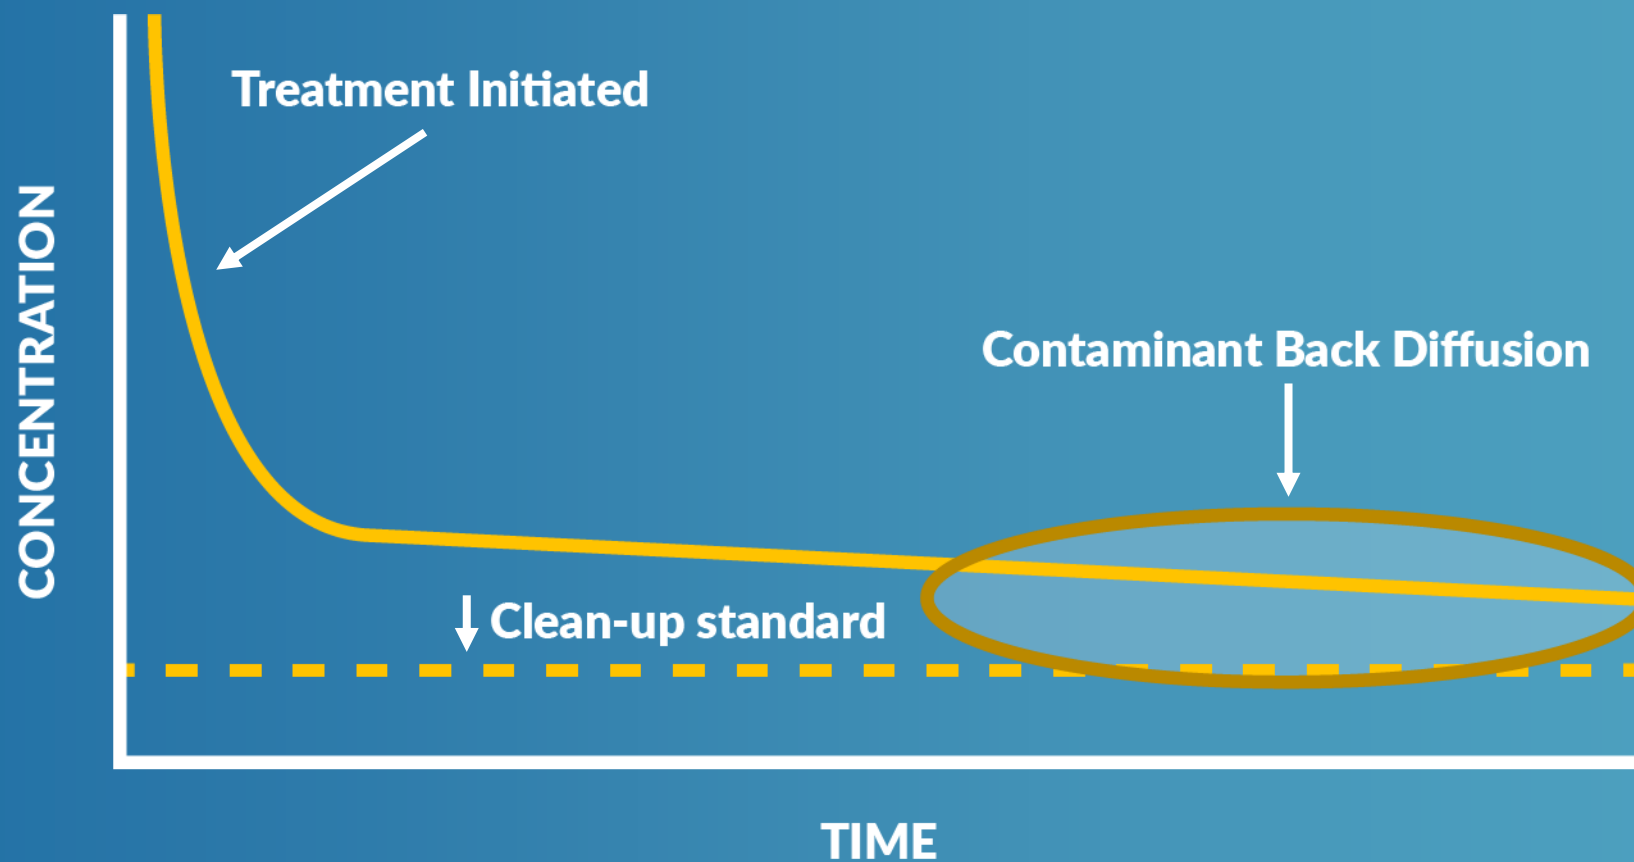 Treatment Initiated
CONCENTRATION
Contaminant Back Diffusion
Clean-up standard
TIME